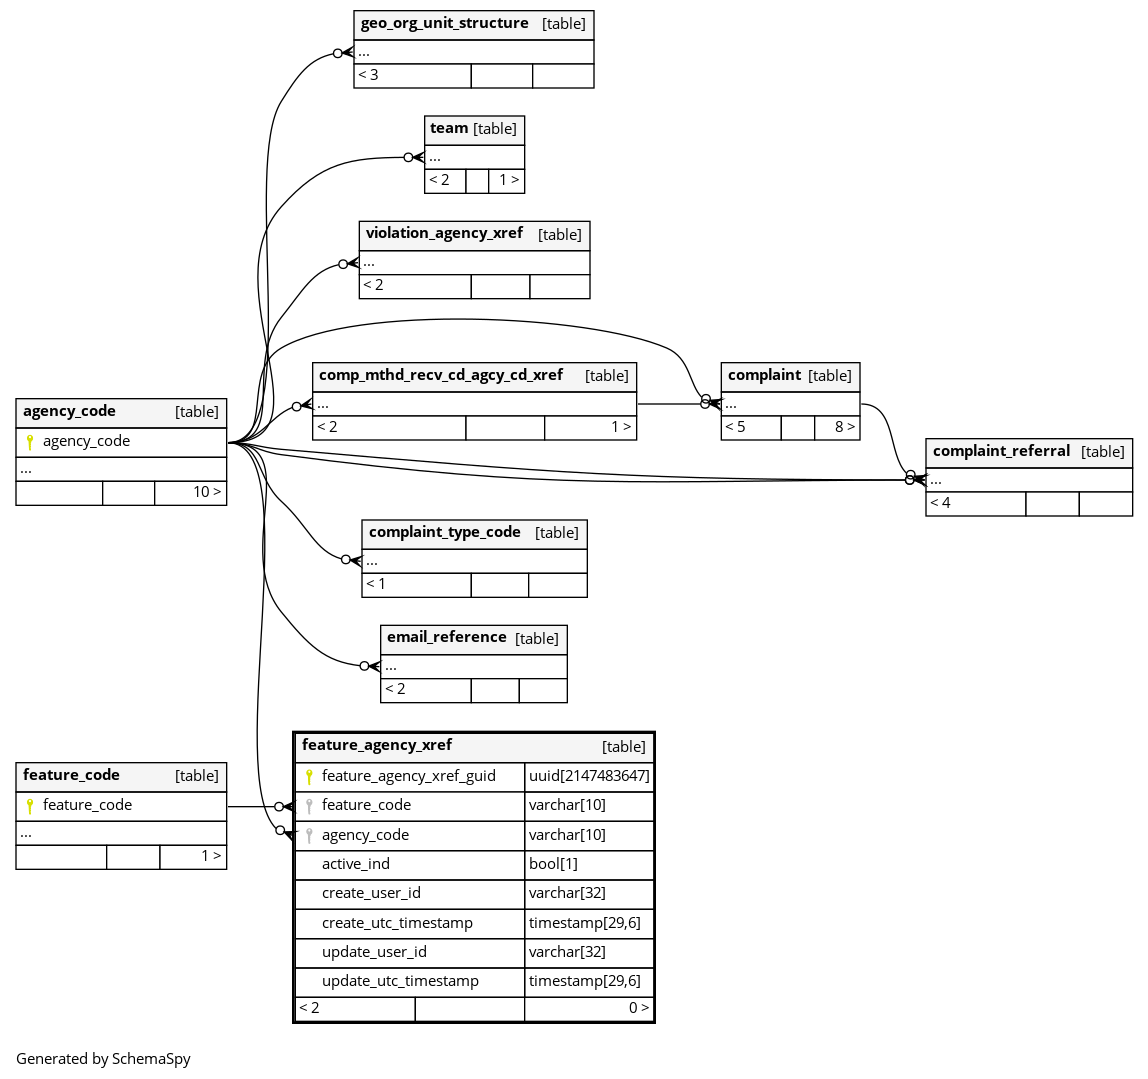 geo_org_unit_structure [table]
...
< 3
team [table]
...
< 2 1 >
violation_agency_xref [table]
...
< 2
comp_mthd_recv_cd_agcy_cd_xref [table]
...
< 2 1 >
complaint [table]
...
< 5 8 >
agency_code [table]
agency_code
...
10 >
complaint_referral [table]
...
< 4
complaint_type_code [table]
...
< 1
email_reference [table]
...
< 2
feature_code [table]
feature_code
...
1 >
feature_agency_xref [table]
feature_agency_xref_guid uuid[2147483647]
feature_code varchar[10]
agency_code varchar[10]
active_ind bool[1]
create_user_id varchar[32]
create_utc_timestamp timestamp[29,6]
update_user_id varchar[32]
update_utc_timestamp timestamp[29,6]
< 2 0 >
Generated by SchemaSpy